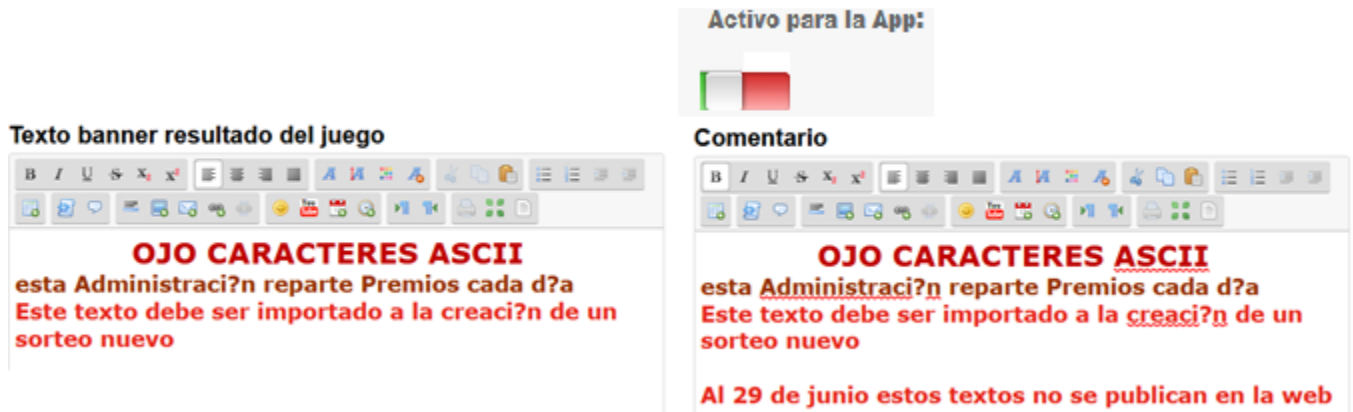 Activo para la App:
Texto banner resultado del juego
OJO CARACTERES ASCII
esta Administraci?n reparte Premios cada d?a
Este texto debe ser importado a la creaci?n de un
sorteo nuevo
Comentario
OJO CARACTERES ASCII
esta Administraci?n reparte Premios cada d?a
Este texto debe ser importado a la creaci?n de un
sorteo nuevo
Al 29 de junio estos textos no se publican en la web